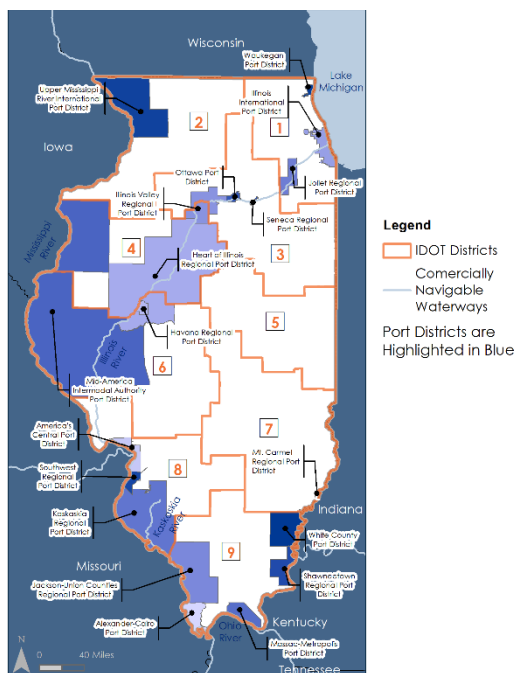 Wisconsin
Waukegan
Port District
Lake
Michigan
Upper Mississippi
River International
Port District
Illinois
International
Port District
2
1
Iowa
Ottawa Port
District
Joliet Regional
Port District
Illinois Valley
Regional
Port District
Seneca Regional
Port District
Legend
IDOT Districts
Comercially
Navigable
Waterways
Port Districts are
Highlighted in Blue
Mississippi
River
4
3
Heart of Illinois
Regional Port District
5
Havana Regional
Port District
Illinois
River
6
Mid-America
Intermodal Authority
Port District
America's
Central Port
District
7
Mt. Carmel
Regional Port
District
8
Southwest
Regional
Port District
Kaskaskia
Regional
Port District
Kaskaskia
River
Indiana
White County
Port District
9
Missouri
Shawneetown
Regional Port
District
Jackson-Union Counties
Regional Port District
Alexander-Cairo
Port District
Ohio
River
Kentucky
Massac-Metropolis
Port District
N
0 40 Miles
Tennessee